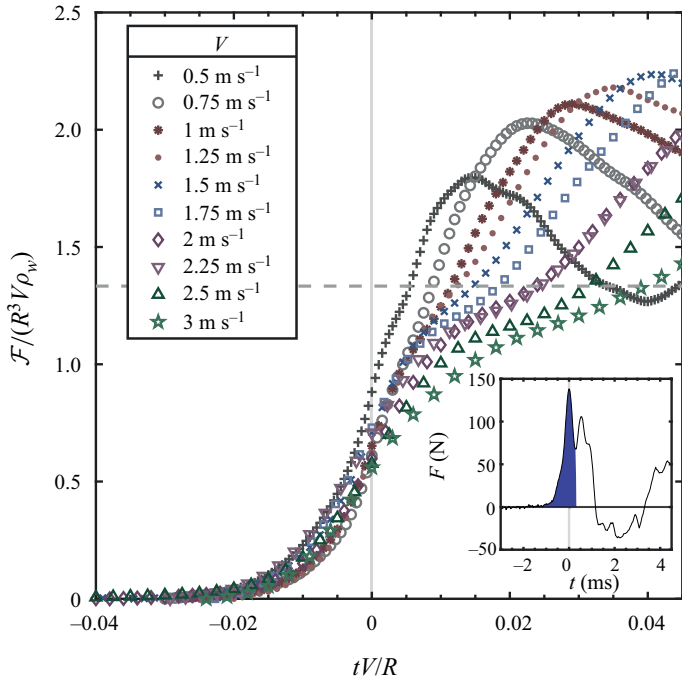 2.5
2.0
1.5
1.0
0.5
0
ℱ/(R³Vρ_w)
V
0.5 m s⁻¹
0.75 m s⁻¹
1 m s⁻¹
1.25 m s⁻¹
1.5 m s⁻¹
1.75 m s⁻¹
2 m s⁻¹
2.25 m s⁻¹
2.5 m s⁻¹
3 m s⁻¹
150
100
50
0
−50
F (N)
−2 0 2 4
t (ms)
−0.04 −0.02 0 0.02 0.04
tV/R